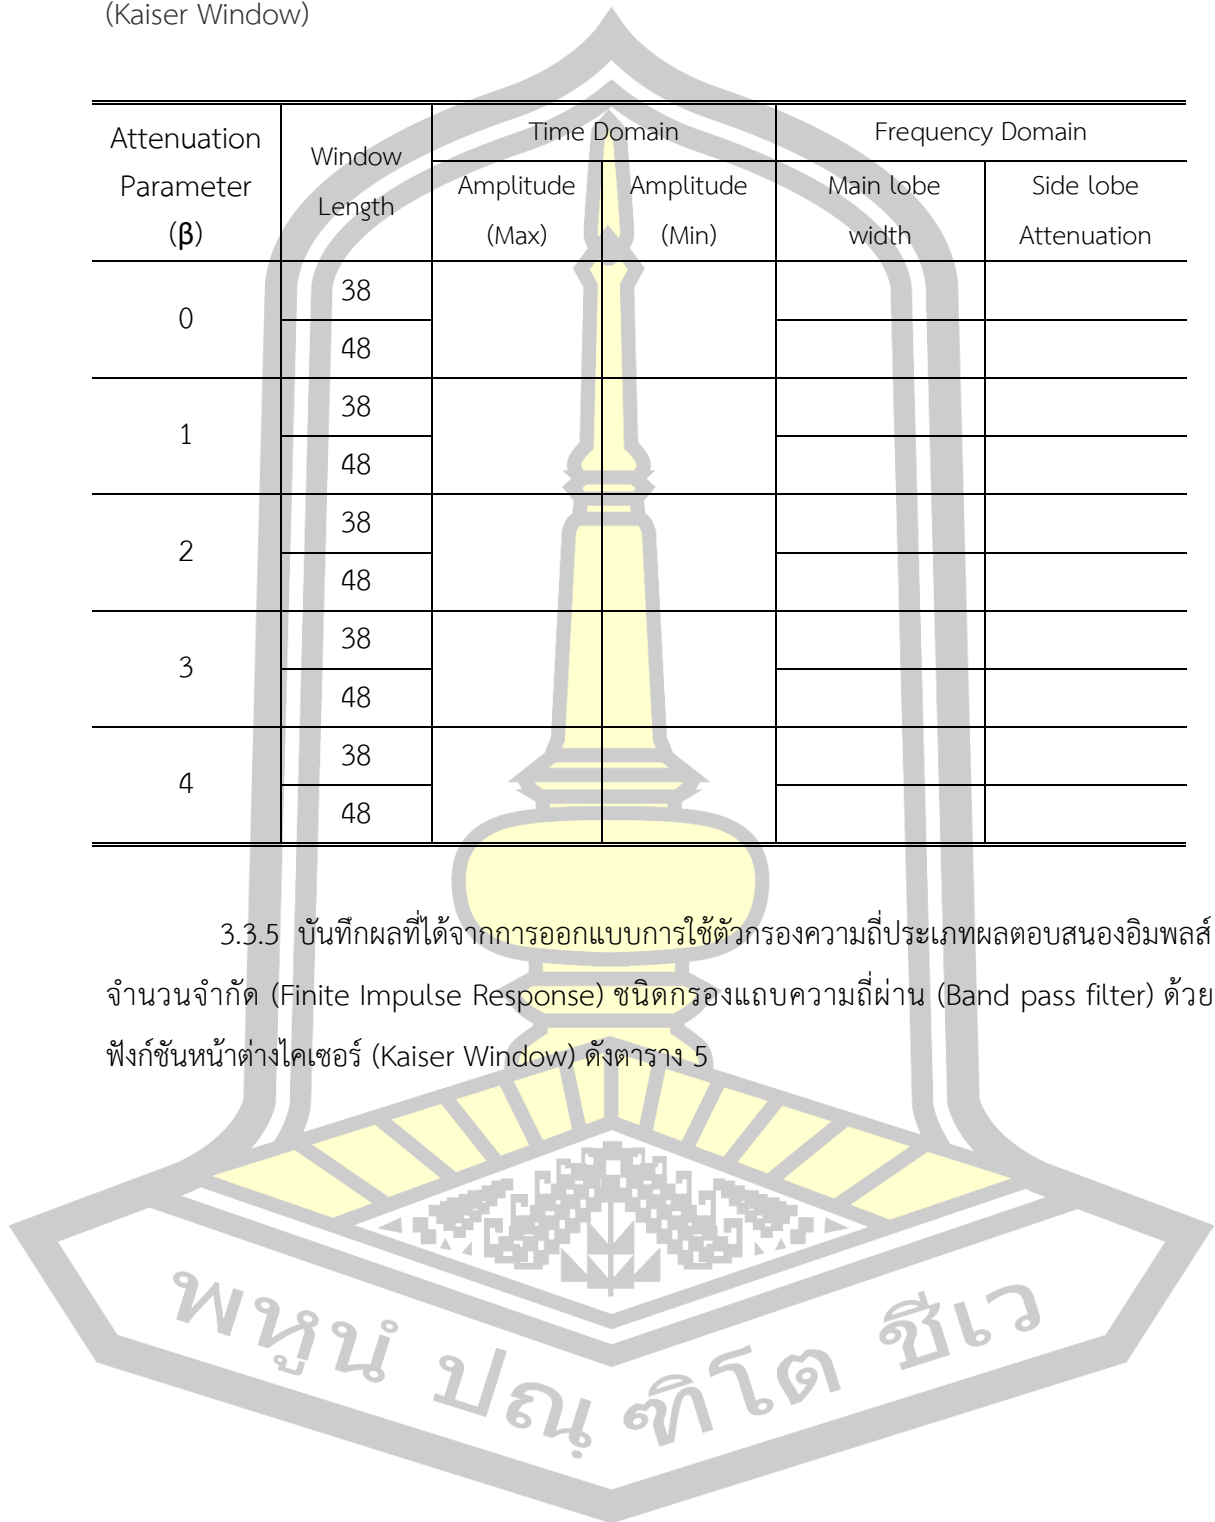 (Kaiser Window)
Attenuation Parameter (β) Window Length Time Domain Frequency Domain
Amplitude (Max) Amplitude (Min) Main lobe width Side lobe Attenuation
0 38
48
1 38
48
2 38
48
3 38
48
4 38
48
3.3.5 บันทึกผลที่ได้จากการออกแบบการใช้ตัวกรองความถี่ประเภทผลตอบสนองอิมพลส์
จำนวนจำกัด (Finite Impulse Response) ชนิดกรองแถบความถี่ผ่าน (Band pass filter) ด้วย
ฟังก์ชันหน้าต่างไคเซอร์ (Kaiser Window) ดังตาราง 5
พหูนํ ปณฺฑิโต ชีเว